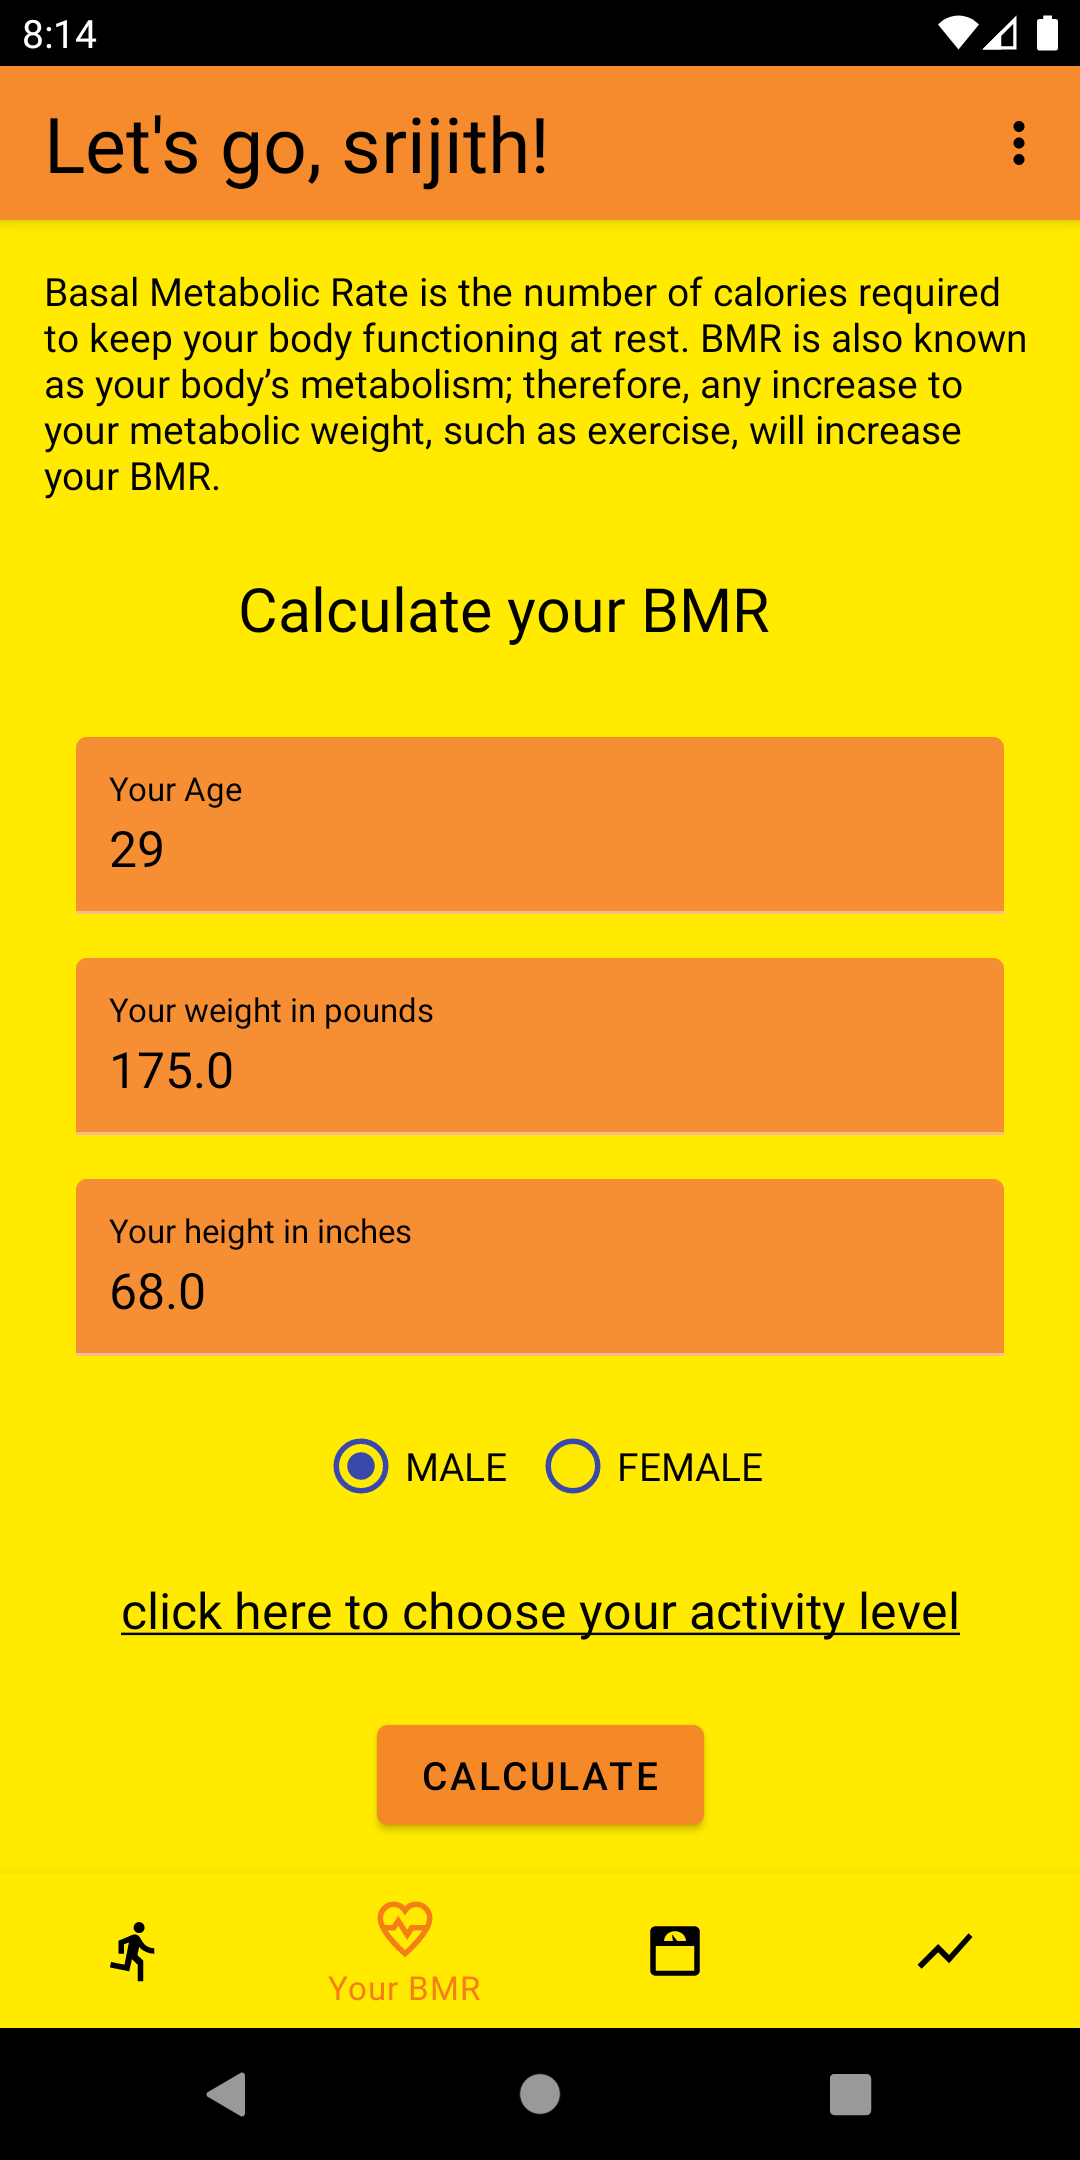 8:14
Let's go, srijith!
Basal Metabolic Rate is the number of calories required
to keep your body functioning at rest. BMR is also known
as your body’s metabolism; therefore, any increase to
your metabolic weight, such as exercise, will increase
your BMR.
Calculate your BMR
Your Age
29
Your weight in pounds
175.0
Your height in inches
68.0
MALE FEMALE
click here to choose your activity level
CALCULATE
Your BMR